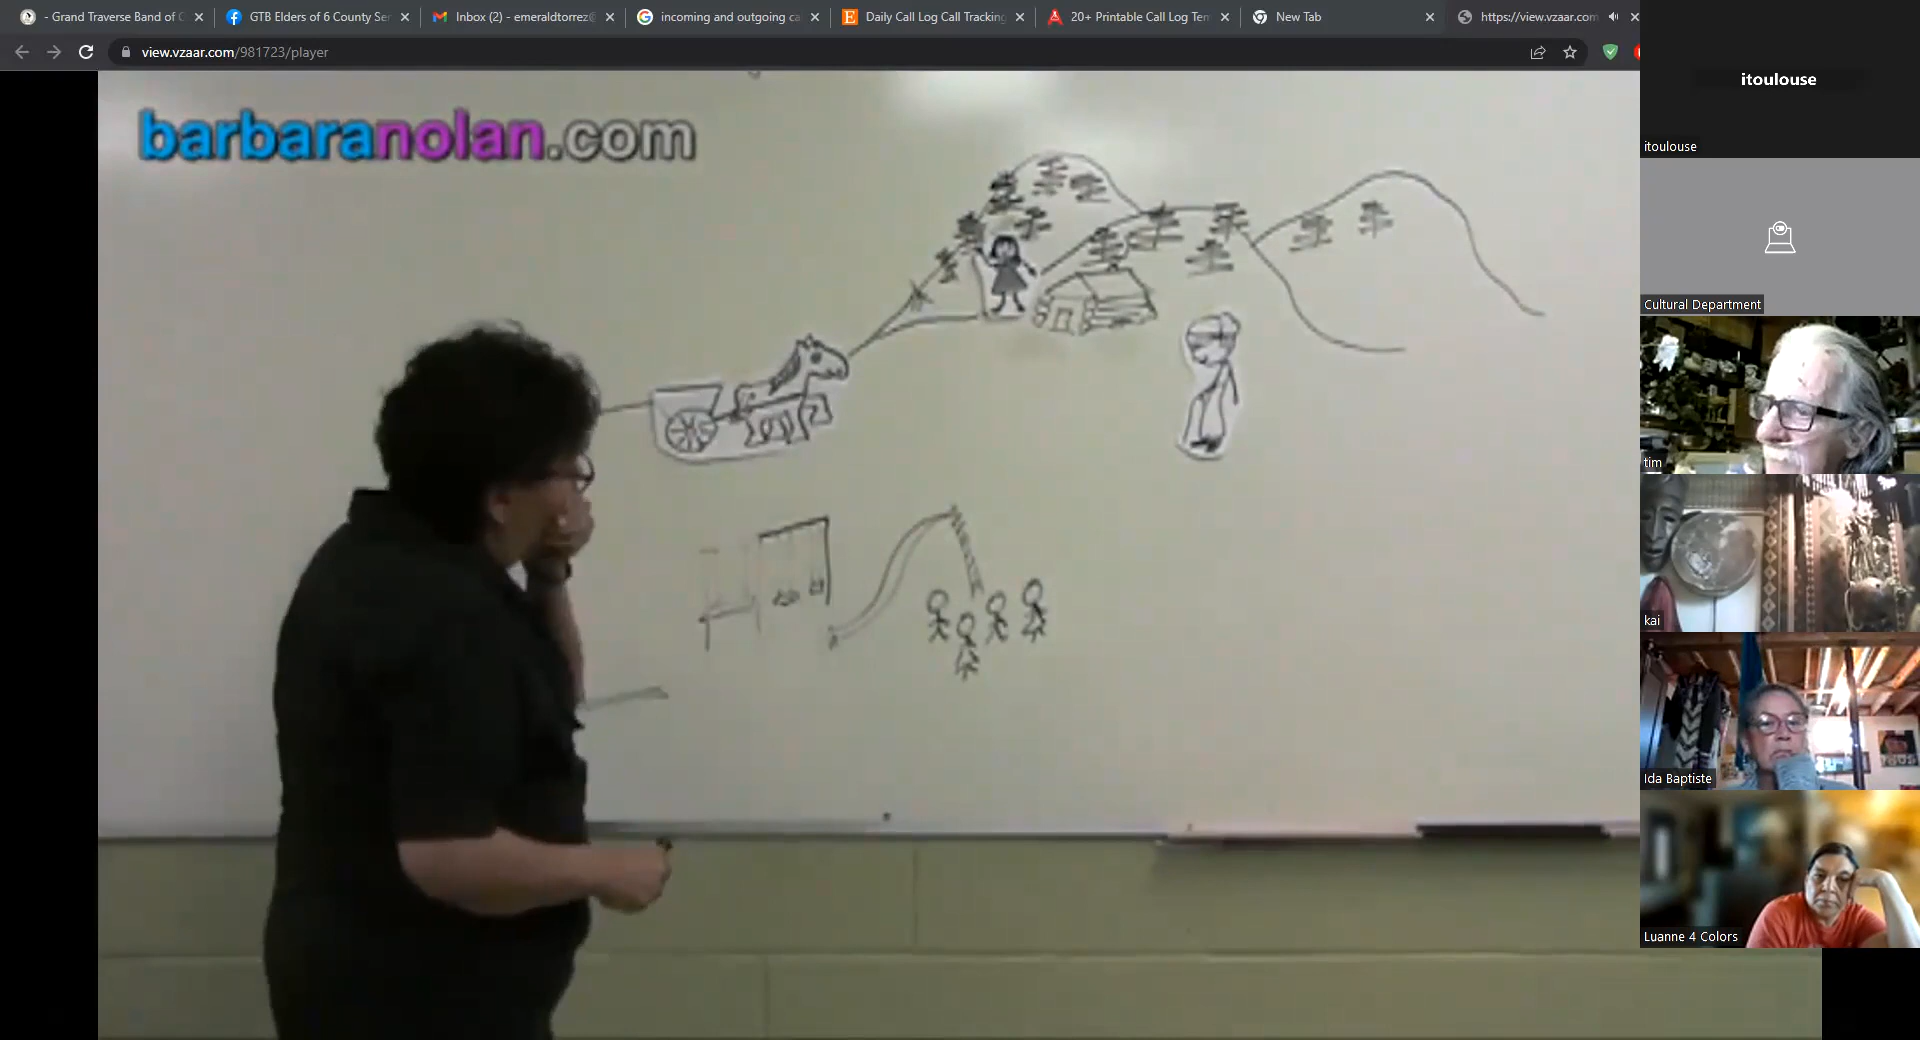 - Grand Traverse Band of O
GTB Elders of 6 County Ser
Inbox (2) - emeraldtorrez@
incoming and outgoing ca
Daily Call Log Call Tracking
20+ Printable Call Log Tem
New Tab
https://view.vzaar.com
view.vzaar.com/981723/player
barbaranolan.com
itoulouse
itoulouse
Cultural Department
tim
kai
Ida Baptiste
Luanne 4 Colors